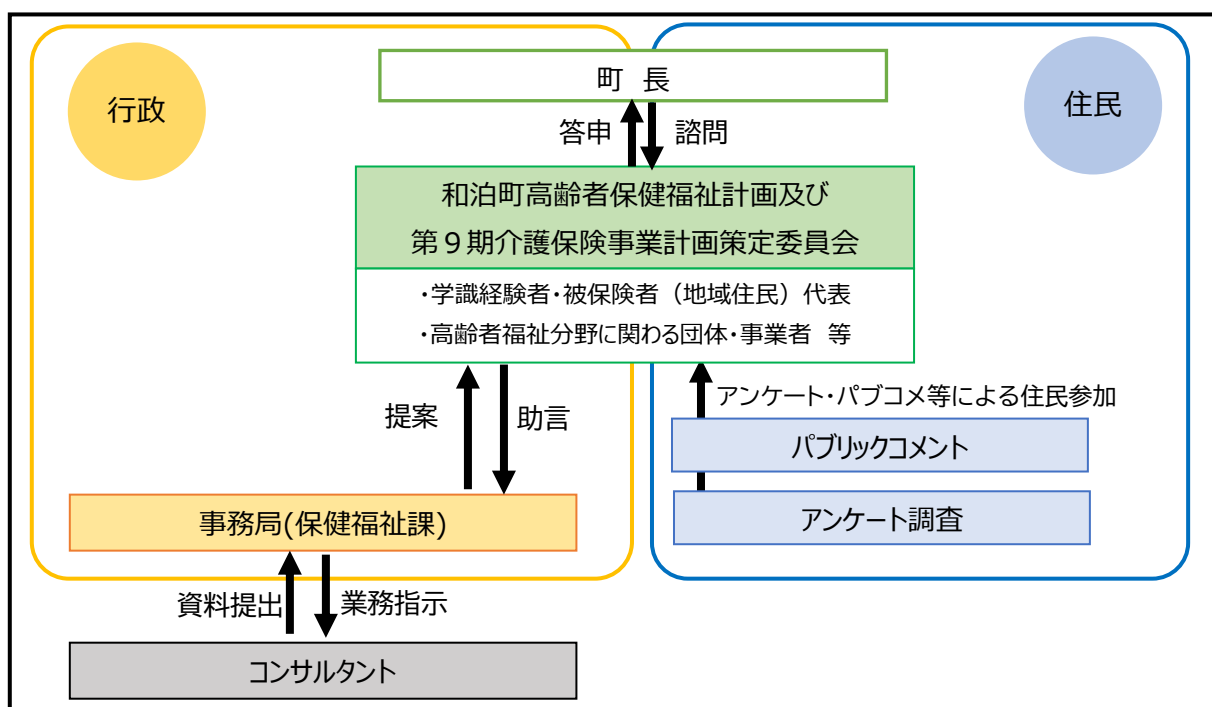 行政
住民
町 長
答申
諮問
和泊町高齢者保健福祉計画及び
第９期介護保険事業計画策定委員会
・学識経験者・被保険者（地域住民）代表
・高齢者福祉分野に関わる団体・事業者 等
提案
助言
アンケート・パブコメ等による住民参加
パブリックコメント
アンケート調査
事務局(保健福祉課)
資料提出
業務指示
コンサルタント